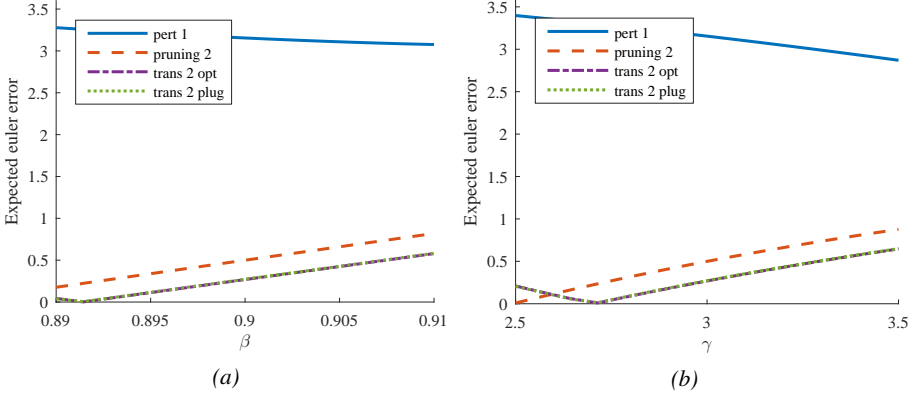 3.5
3
2.5
2
1.5
1
0.5
0
Expected euler error
pert 1
pruning 2
trans 2 opt
trans 2 plug
0.89
0.895
0.9
0.905
0.91
β
(a)
3.5
3
2.5
2
1.5
1
0.5
0
Expected euler error
pert 1
pruning 2
trans 2 opt
trans 2 plug
2.5
3
3.5
γ
(b)